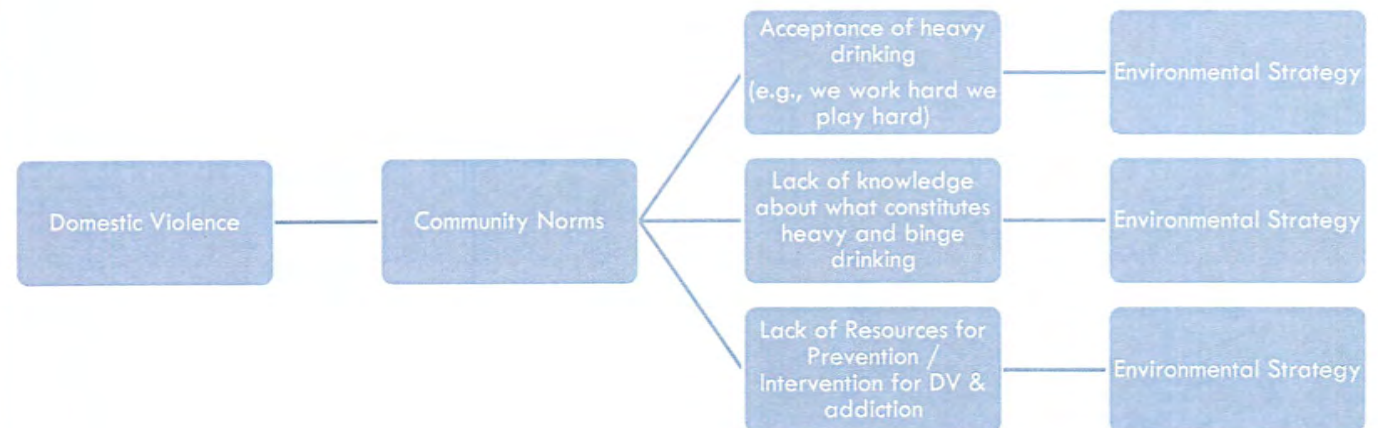 Domestic Violence
Community Norms
Acceptance of heavy
drinking
(e.g., we work hard we
play hard)
Environmental Strategy
Lack of knowledge
about what constitutes
heavy and binge
drinking
Environmental Strategy
Lack of Resources for
Prevention /
Intervention for DV &
addiction
Environmental Strategy